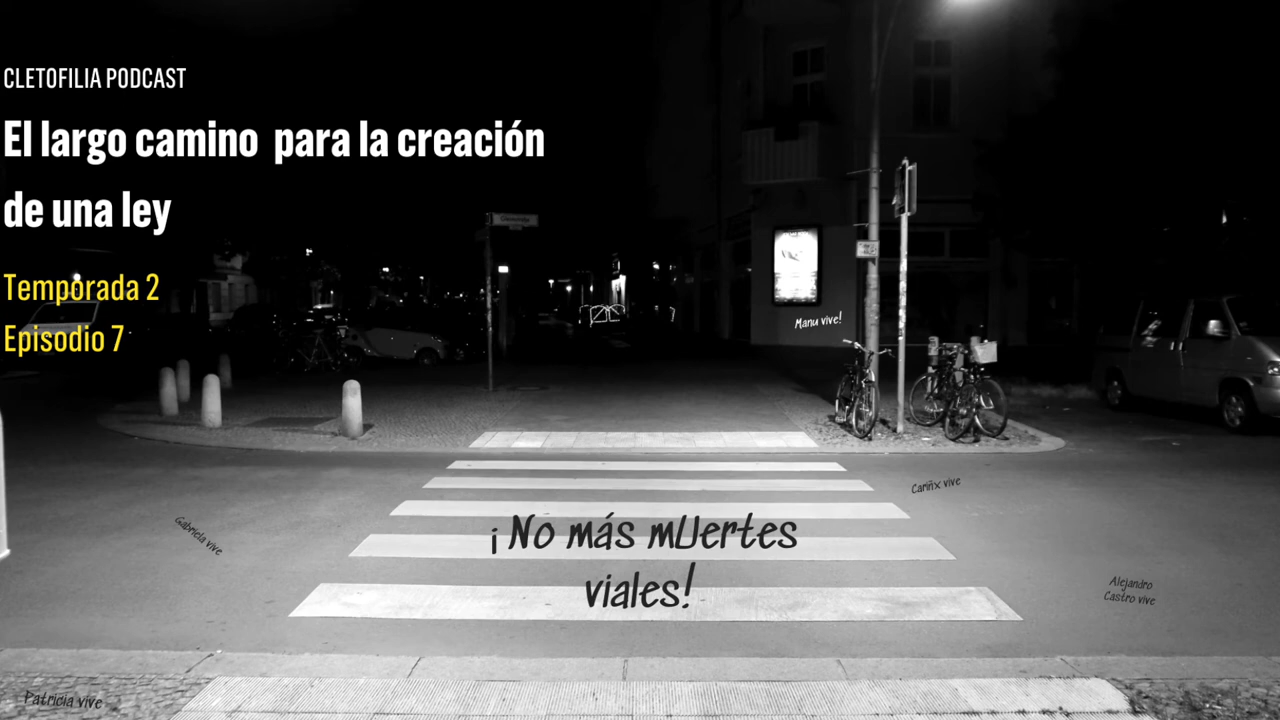 CLETOFILIA PODCAST
El largo camino para la creación
de una ley
Temporada 2
Episodio 7
Manu vive!
Cariñx vive
¡No más mUertes
viales!
Gabriela vive
Alejandro
Castro vive
Patricia vive